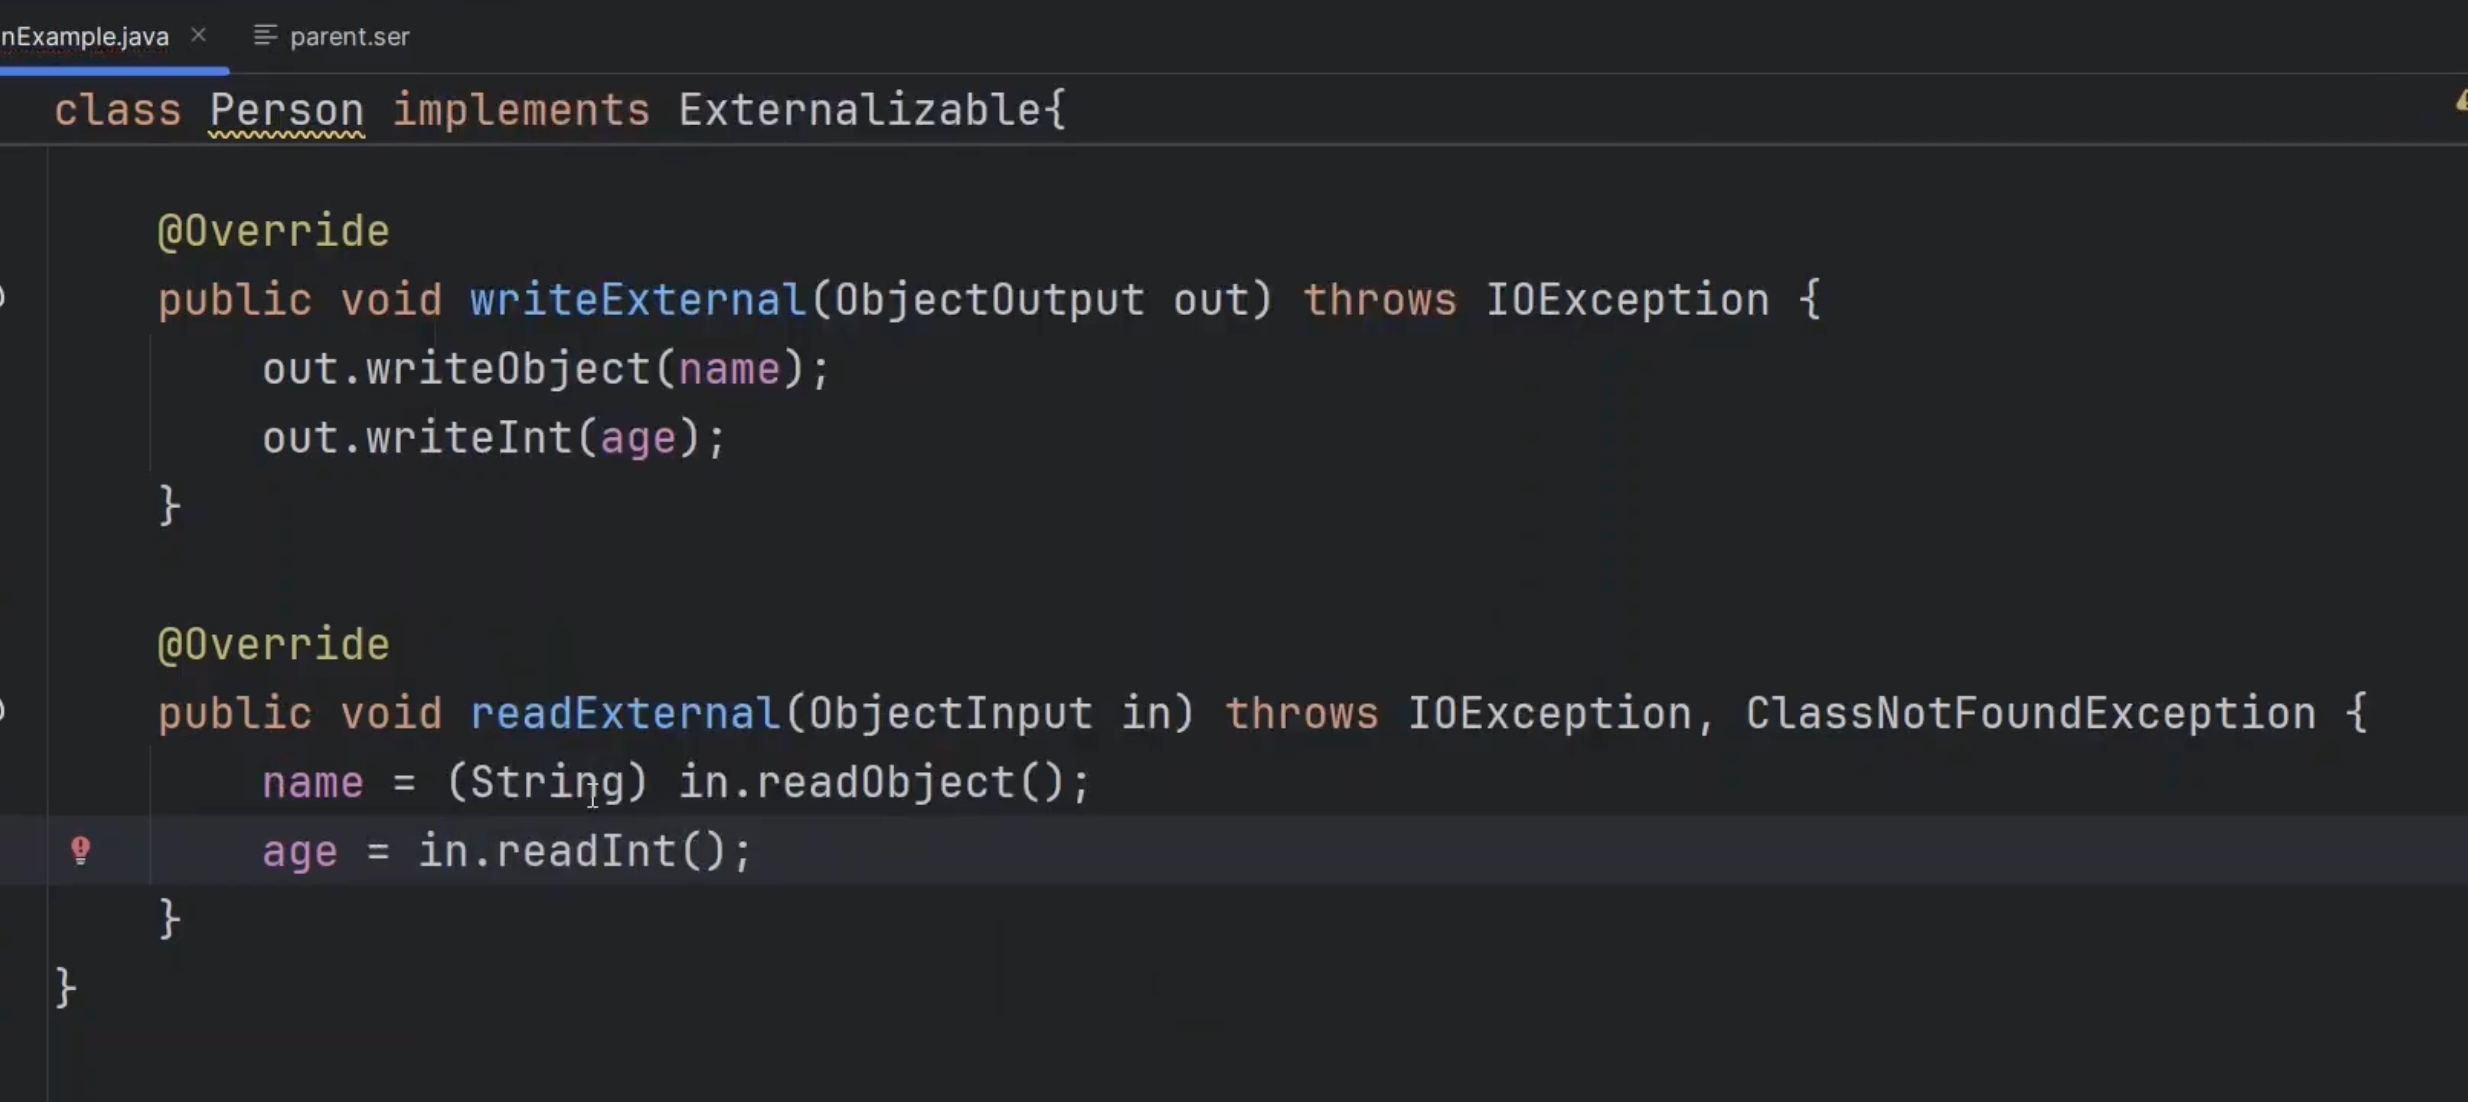 nExample.java
parent.ser
class Person implements Externalizable{
@Override
public void writeExternal(ObjectOutput out) throws IOException {
out.writeObject(name);
out.writeInt(age);
}
@Override
public void readExternal(ObjectInput in) throws IOException, ClassNotFoundException {
name = (String) in.readObject();
age = in.readInt();
}
}